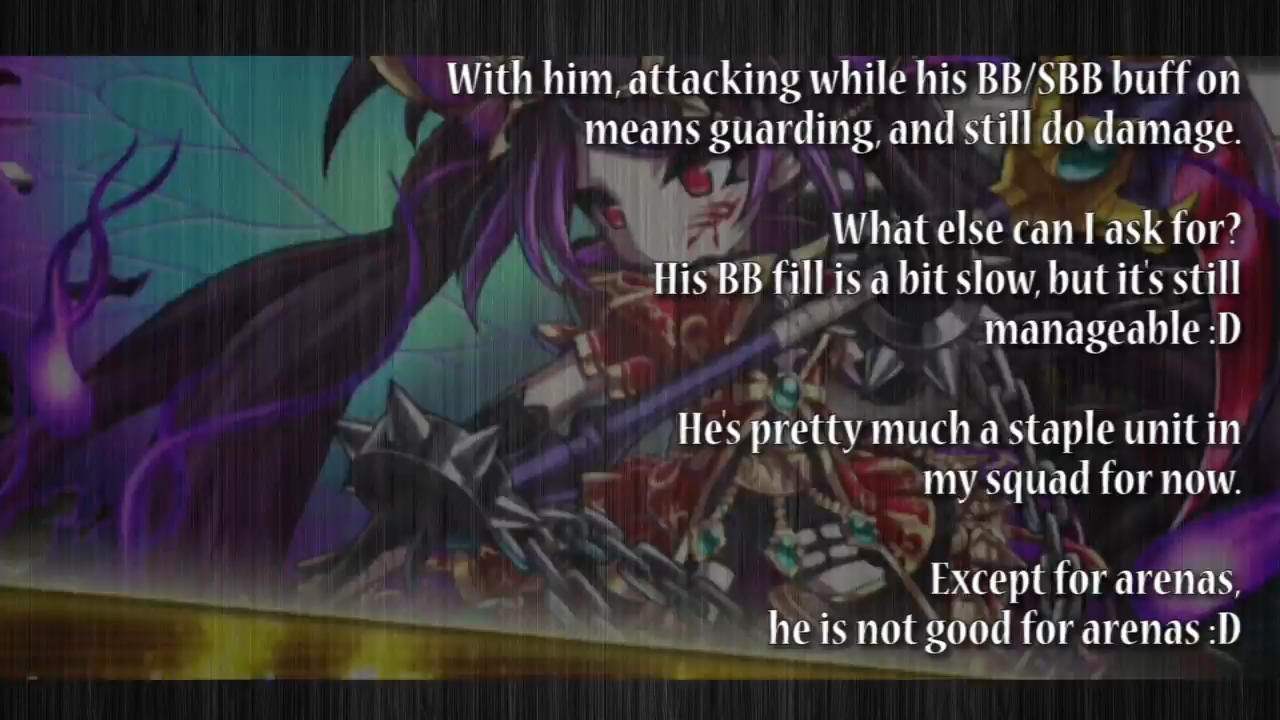 With him, attacking while his BB/SBB buff on
means guarding, and still do damage.
What else can I ask for?
His BB fill is a bit slow, but it's still
manageable :D
He's pretty much a staple unit in
my squad for now.
Except for arenas,
he is not good for arenas :D